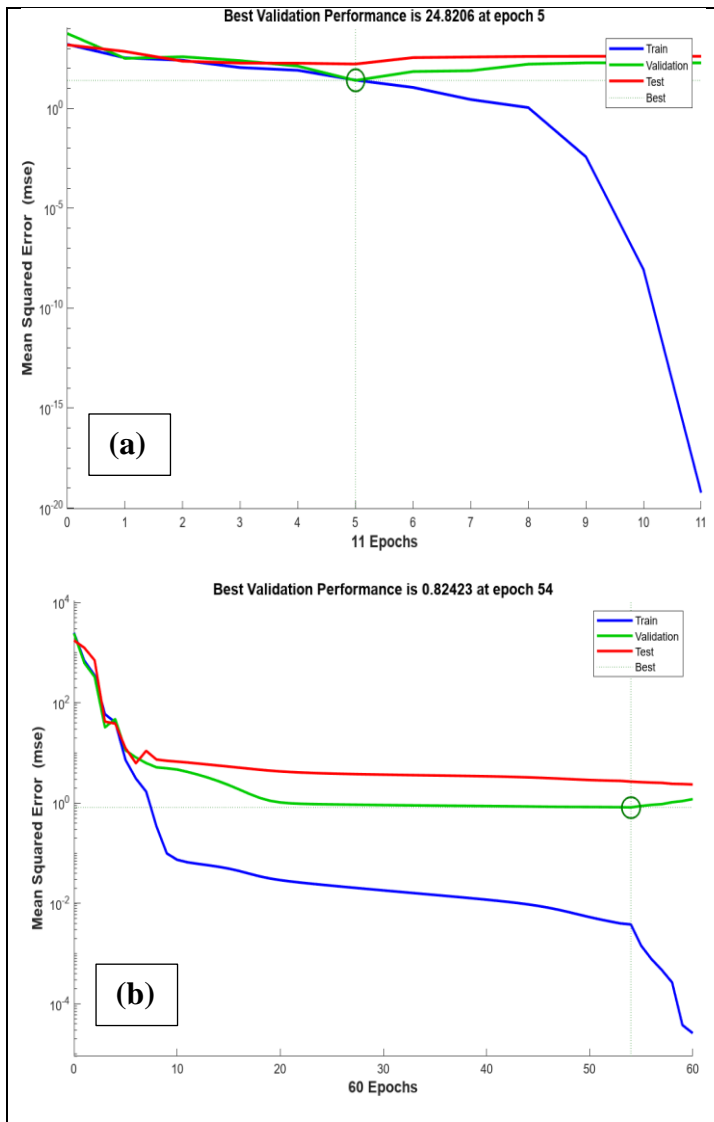 Best Validation Performance is 24.8206 at epoch 5
Train
Validation
Test
Best
Mean Squared Error (mse)
10^0
10^-5
10^-10
10^-15
10^-20
(a)
0 1 2 3 4 5 6 7 8 9 10 11
11 Epochs
Best Validation Performance is 0.82423 at epoch 54
Train
Validation
Test
Best
Mean Squared Error (mse)
10^4
10^2
10^0
10^-2
10^-4
(b)
0 10 20 30 40 50 60
60 Epochs